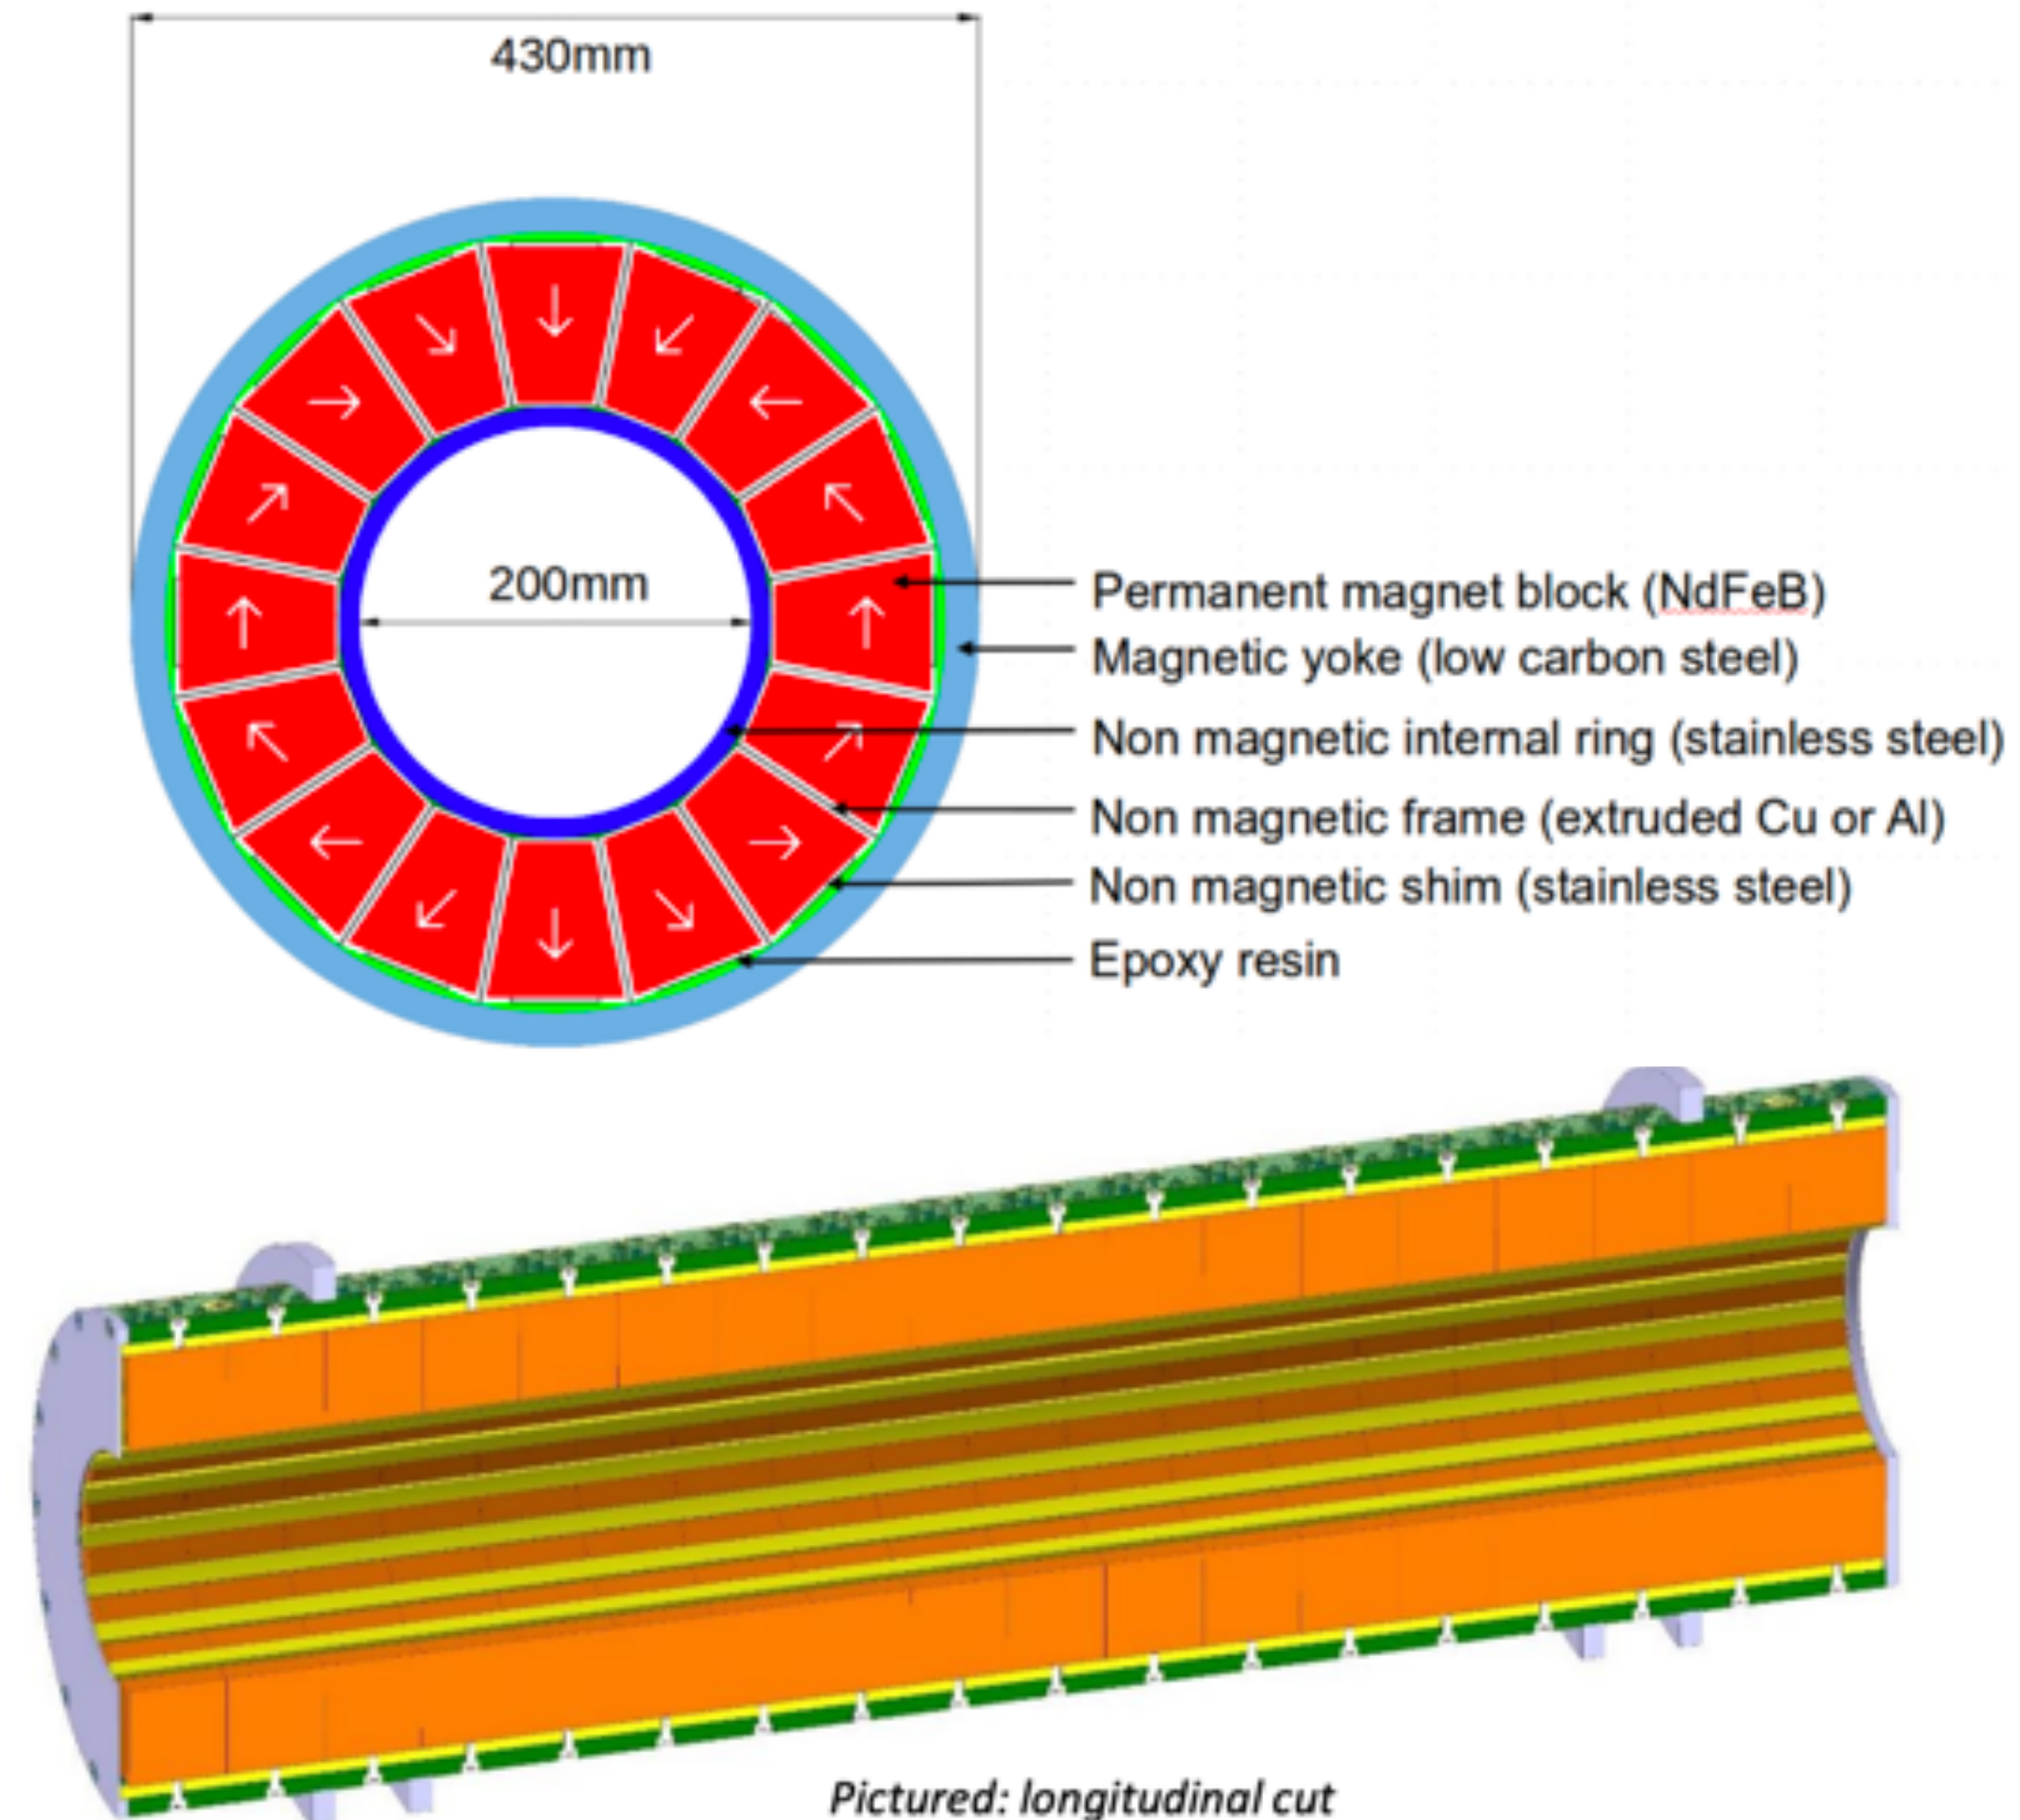 430mm
200mm
Permanent magnet block (NdFeB)
Magnetic yoke (low carbon steel)
Non magnetic internal ring (stainless steel)
Non magnetic frame (extruded Cu or Al)
Non magnetic shim (stainless steel)
Epoxy resin
Pictured: longitudinal cut